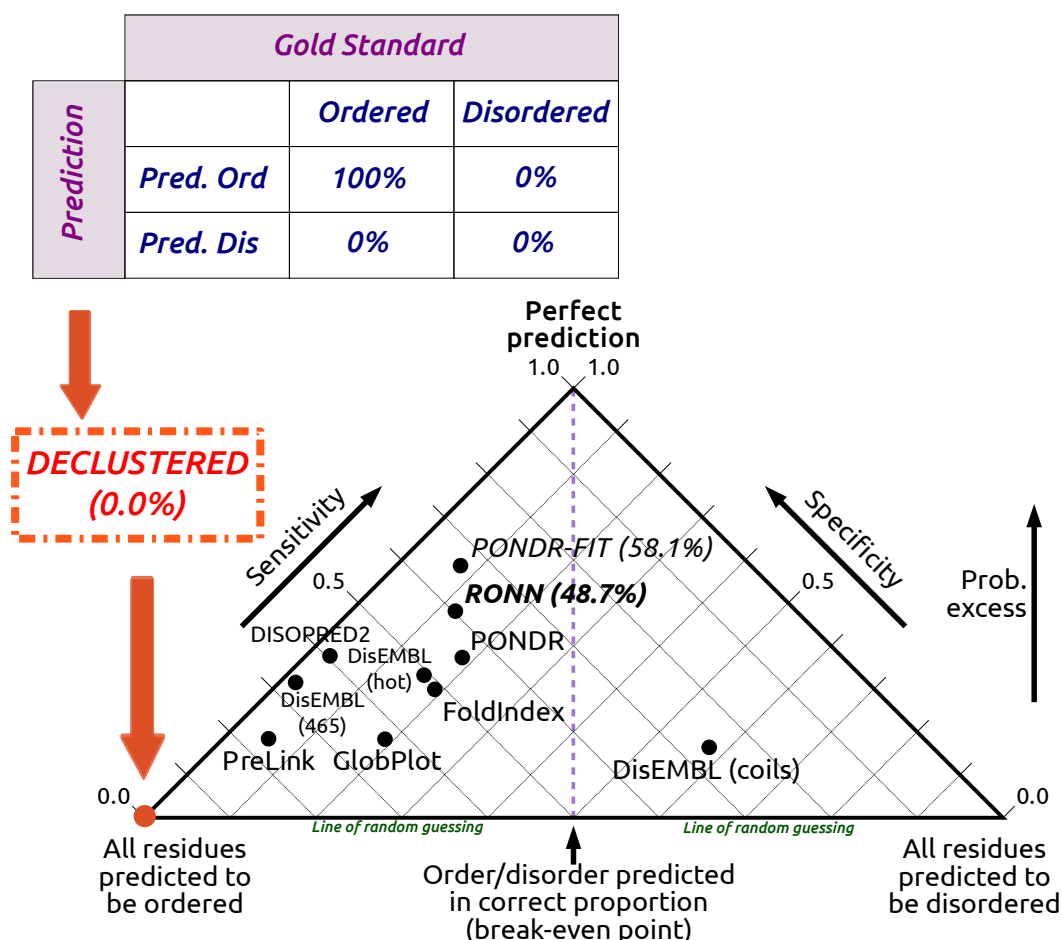 Gold Standard
Prediction
Ordered Disordered
Pred. Ord 100% 0%
Pred. Dis 0% 0%
Perfect
prediction
1.0 1.0
DECLUSTERED
(0.0%)
Sensitivity
Specificity
PONDR-FIT (58.1%)
0.5
0.5
RONN (48.7%)
Prob.
excess
DISOPRED2
PONDR
DisEMBL
(hot)
DisEMBL
(465)
FoldIndex
PreLink
GlobPlot
DisEMBL (coils)
0.0
0.0
Line of random guessing
Line of random guessing
All residues
predicted to
be ordered
Order/disorder predicted
in correct proportion
(break-even point)
All residues
predicted to
be disordered